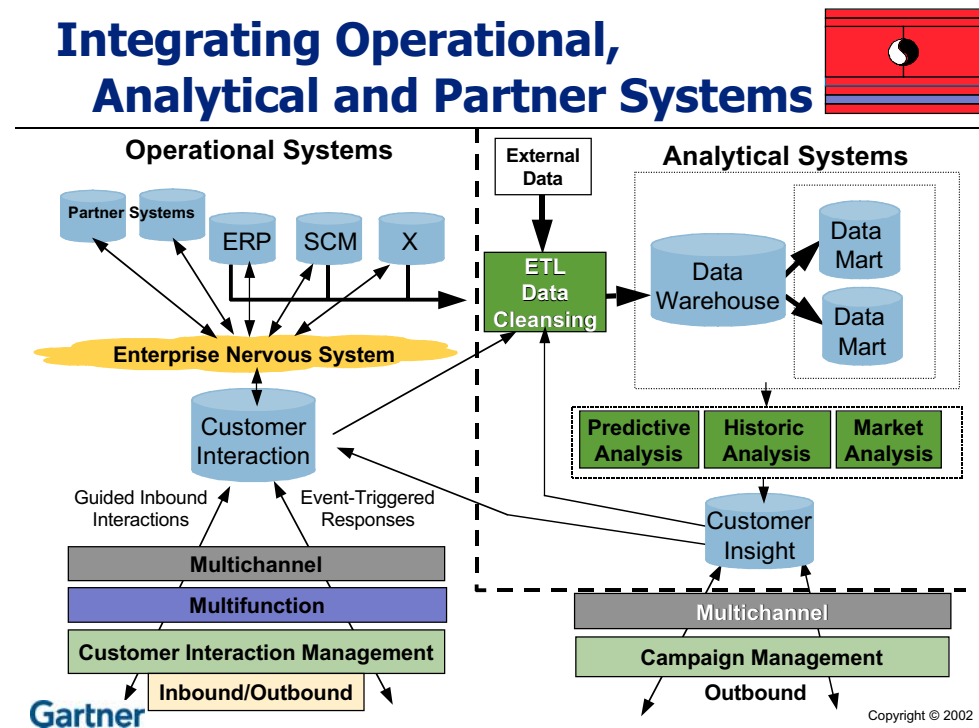 Integrating Operational,
Analytical and Partner Systems
Operational Systems
External
Data
Analytical Systems
Partner Systems
ERP
SCM
X
ETL
Data
Cleansing
Data
Warehouse
Data
Mart
Data
Mart
Enterprise Nervous System
Customer
Interaction
Predictive
Analysis
Historic
Analysis
Market
Analysis
Guided Inbound
Interactions
Event-Triggered
Responses
Customer
Insight
Multichannel
Multifunction
Customer Interaction Management
Inbound/Outbound
Multichannel
Campaign Management
Outbound
Gartner
Copyright © 2002